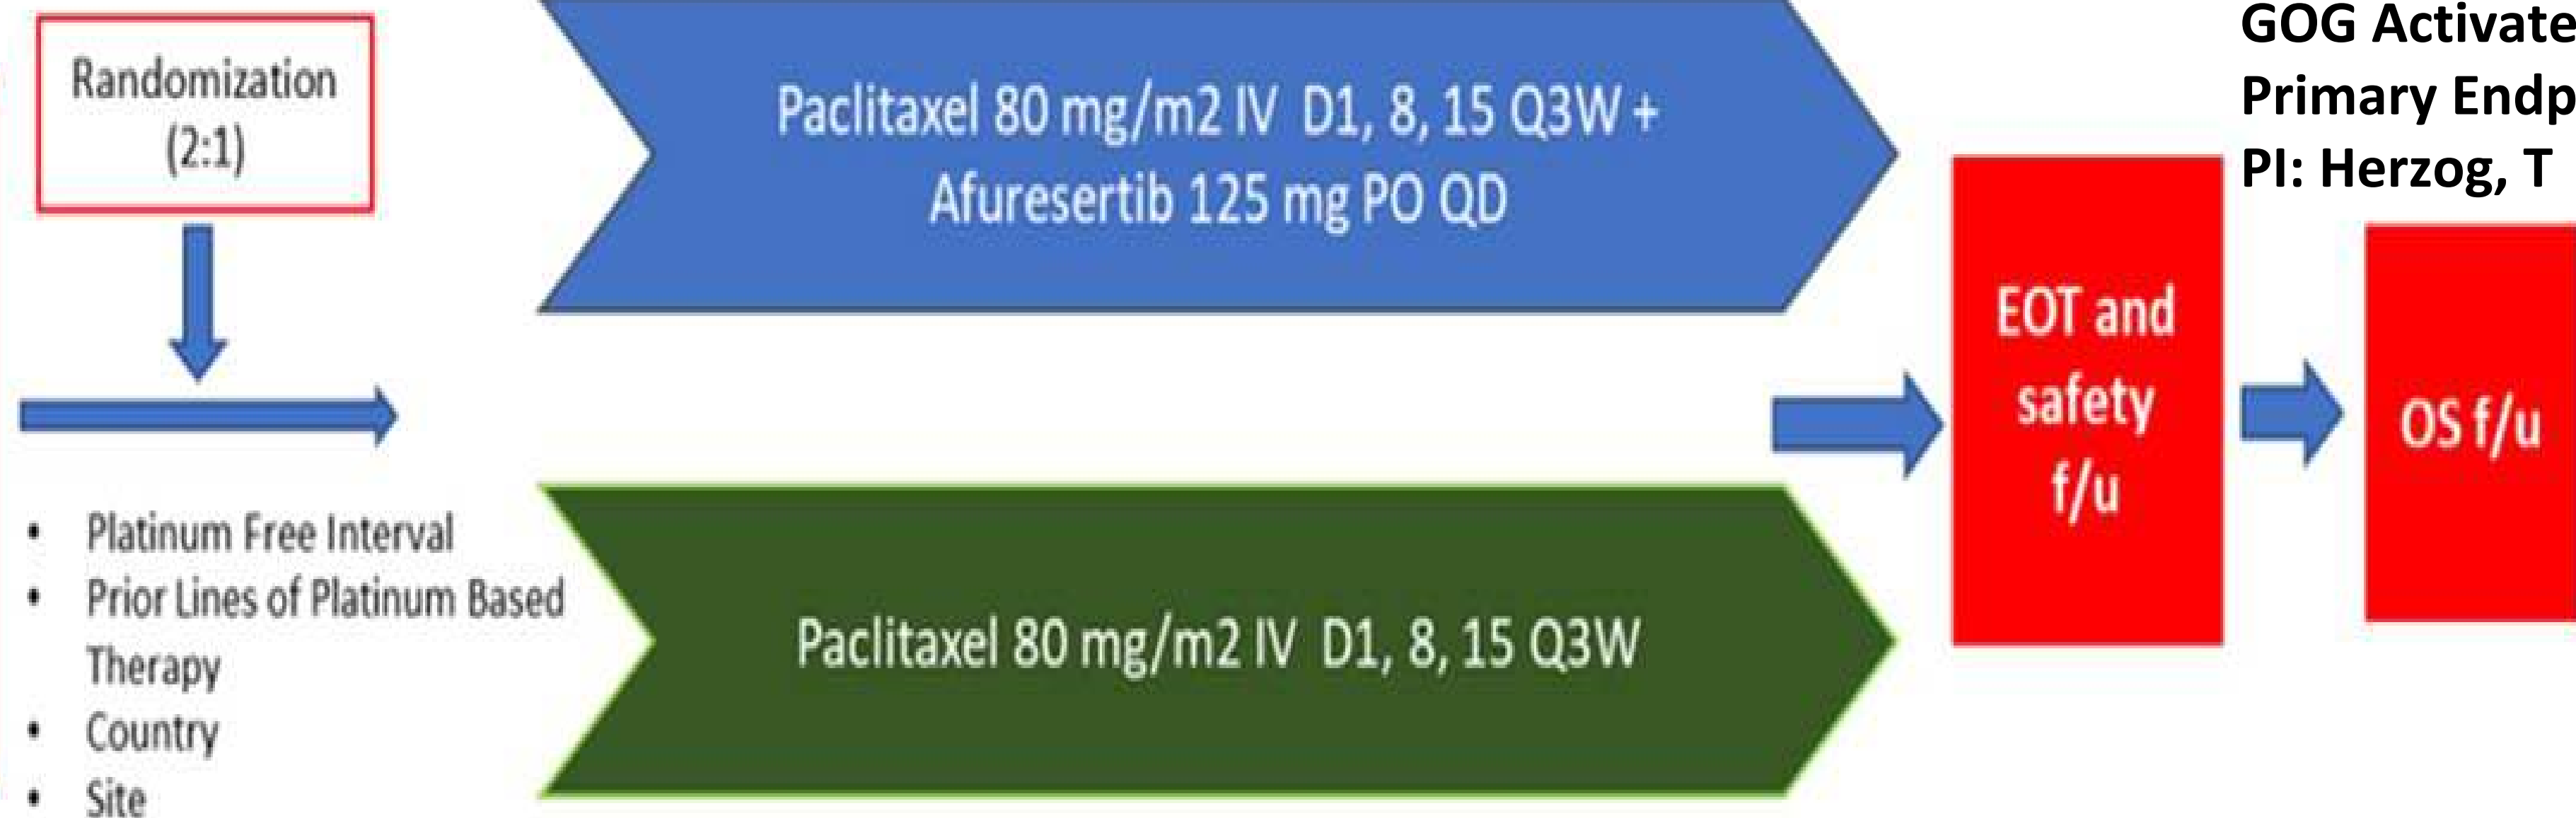 Randomization
(2:1)
Paclitaxel 80 mg/m2 IV D1, 8, 15 Q3W +
Afuresertib 125 mg PO QD
GOG Activate
Primary Endp
PI: Herzog, T
EOT and
safety
f/u
OS f/u
• Platinum Free Interval
• Prior Lines of Platinum Based
Therapy
• Country
• Site
Paclitaxel 80 mg/m2 IV D1, 8, 15 Q3W